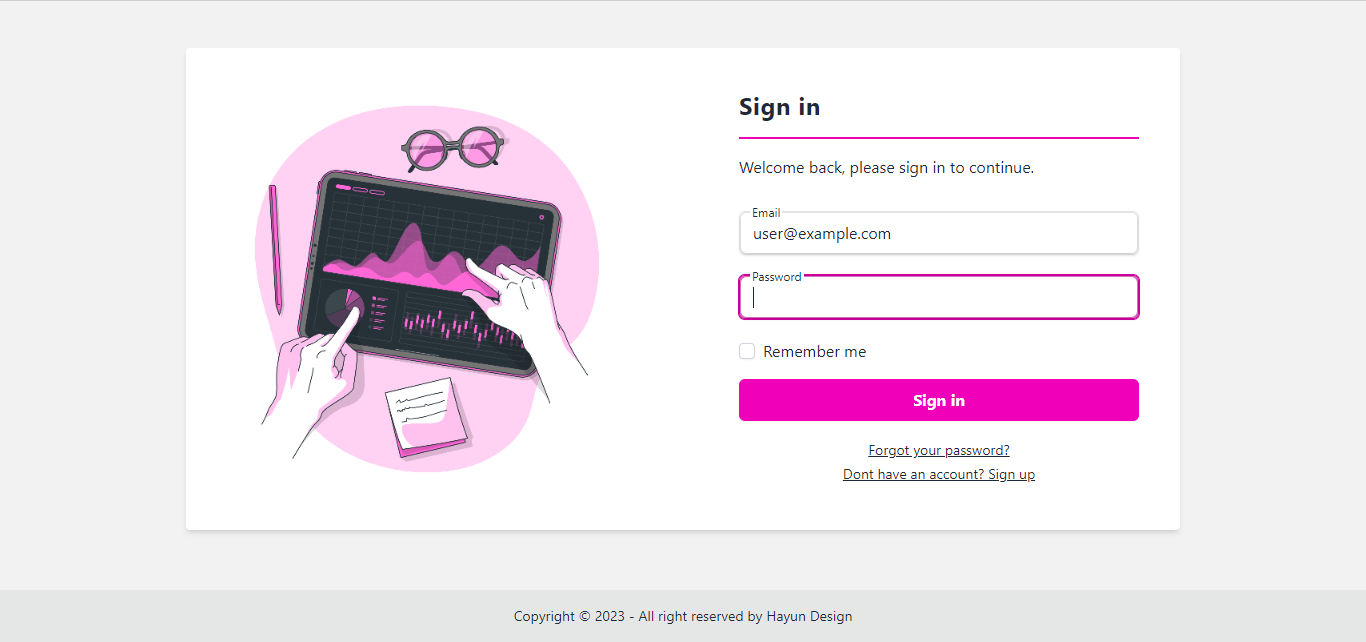 Sign in
Welcome back, please sign in to continue.
Email
user@example.com
Password
Remember me
Sign in
Forgot your password?
Dont have an account? Sign up
Copyright © 2023 - All right reserved by Hayun Design